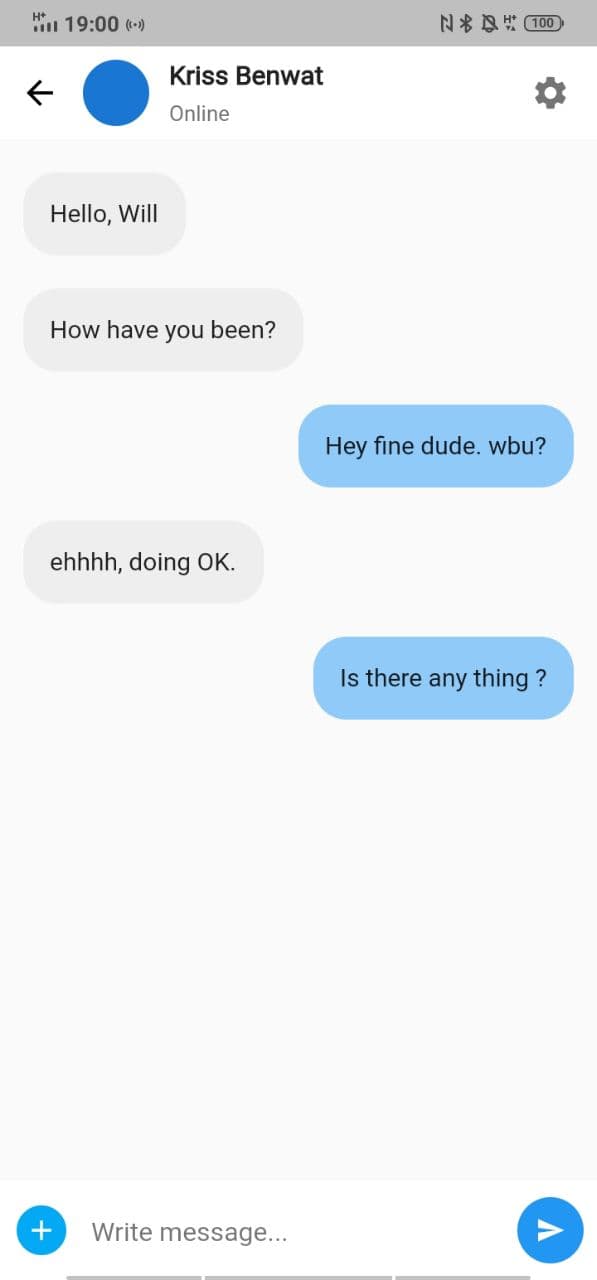 H+ 19:00 H+ 100
Kriss Benwat
Online
Hello, Will
How have you been?
Hey fine dude. wbu?
ehhhh, doing OK.
Is there any thing ?
Write message...